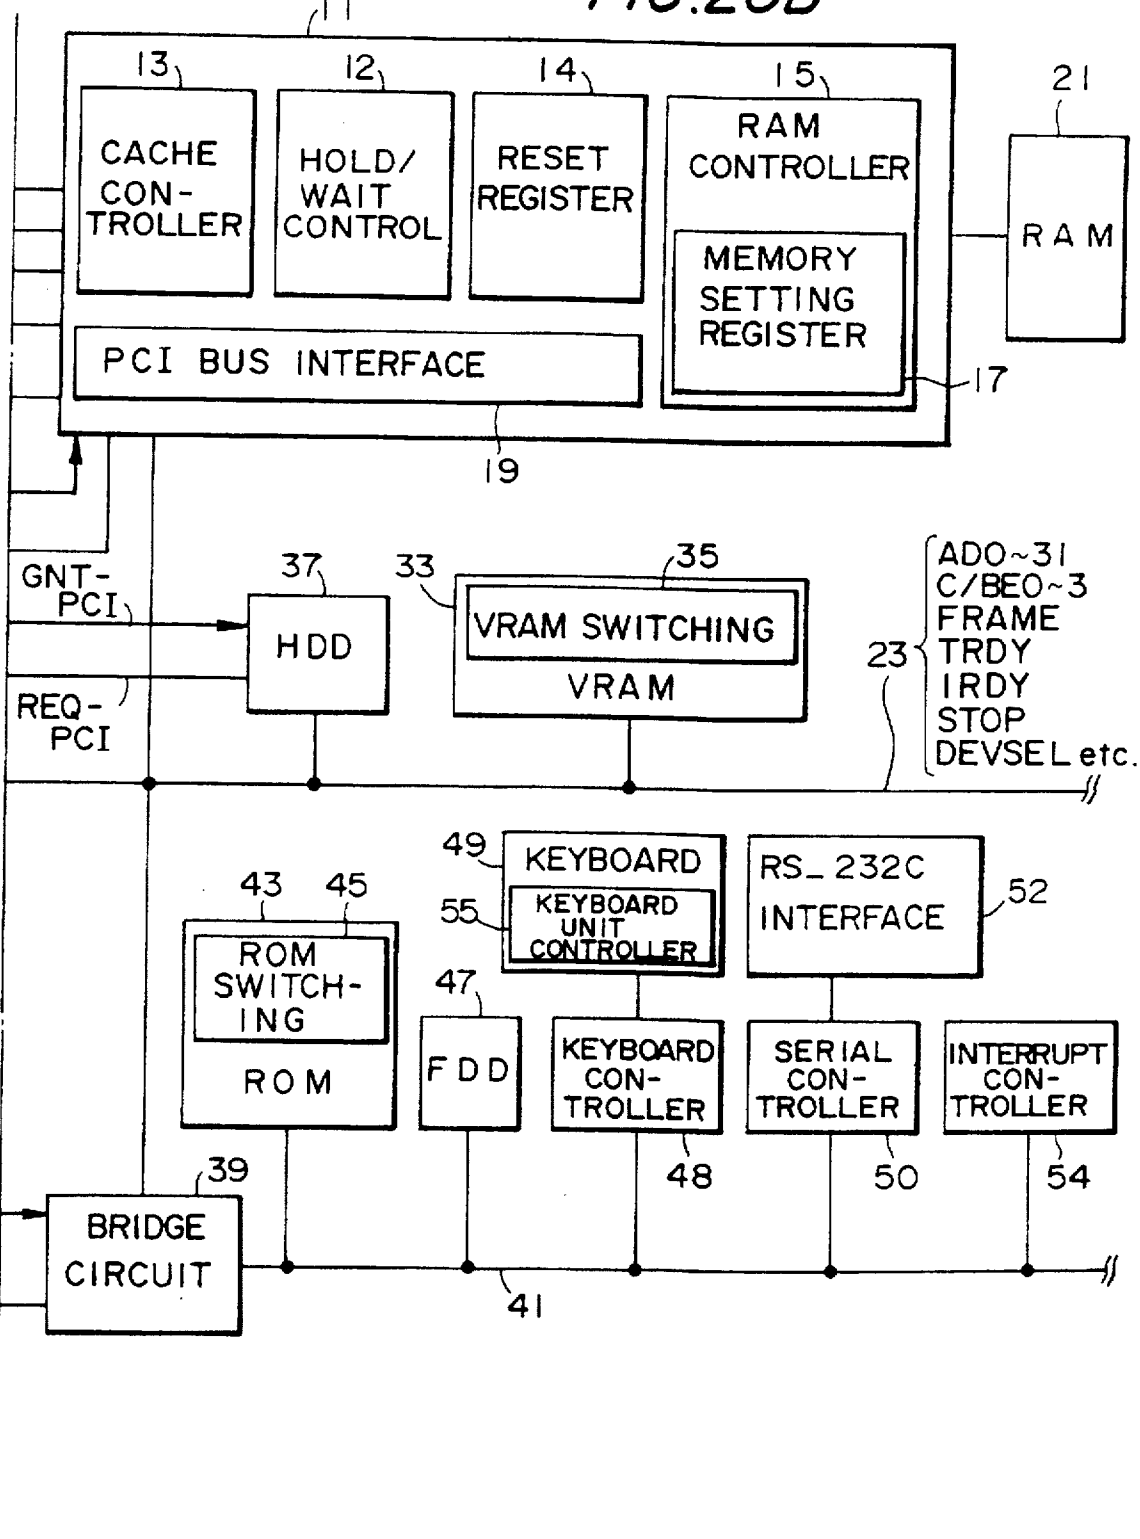 FIG.20B
11
13
12
14
15
21
CACHE
CON-
TROLLER
HOLD/
WAIT
CONTROL
RESET
REGISTER
RAM
CONTROLLER
MEMORY
SETTING
REGISTER
RAM
PCI BUS INTERFACE
17
19
GNT-
PCI
37
HDD
33
35
VRAM SWITCHING
VRAM
REQ-
PCI
23
ADO~31
C/BEO~3
FRAME
TRDY
IRDY
STOP
DEVSEL etc.
43
45
ROM
SWITCH-
ING
ROM
49
KEYBOARD
55
KEYBOARD
UNIT
CONTROLLER
RS_232C
INTERFACE
52
47
FDD
KEYBOARD
CON-
TROLLER
48
SERIAL
CON-
TROLLER
50
INTERRUPT
CON-
TROLLER
54
39
BRIDGE
CIRCUIT
41